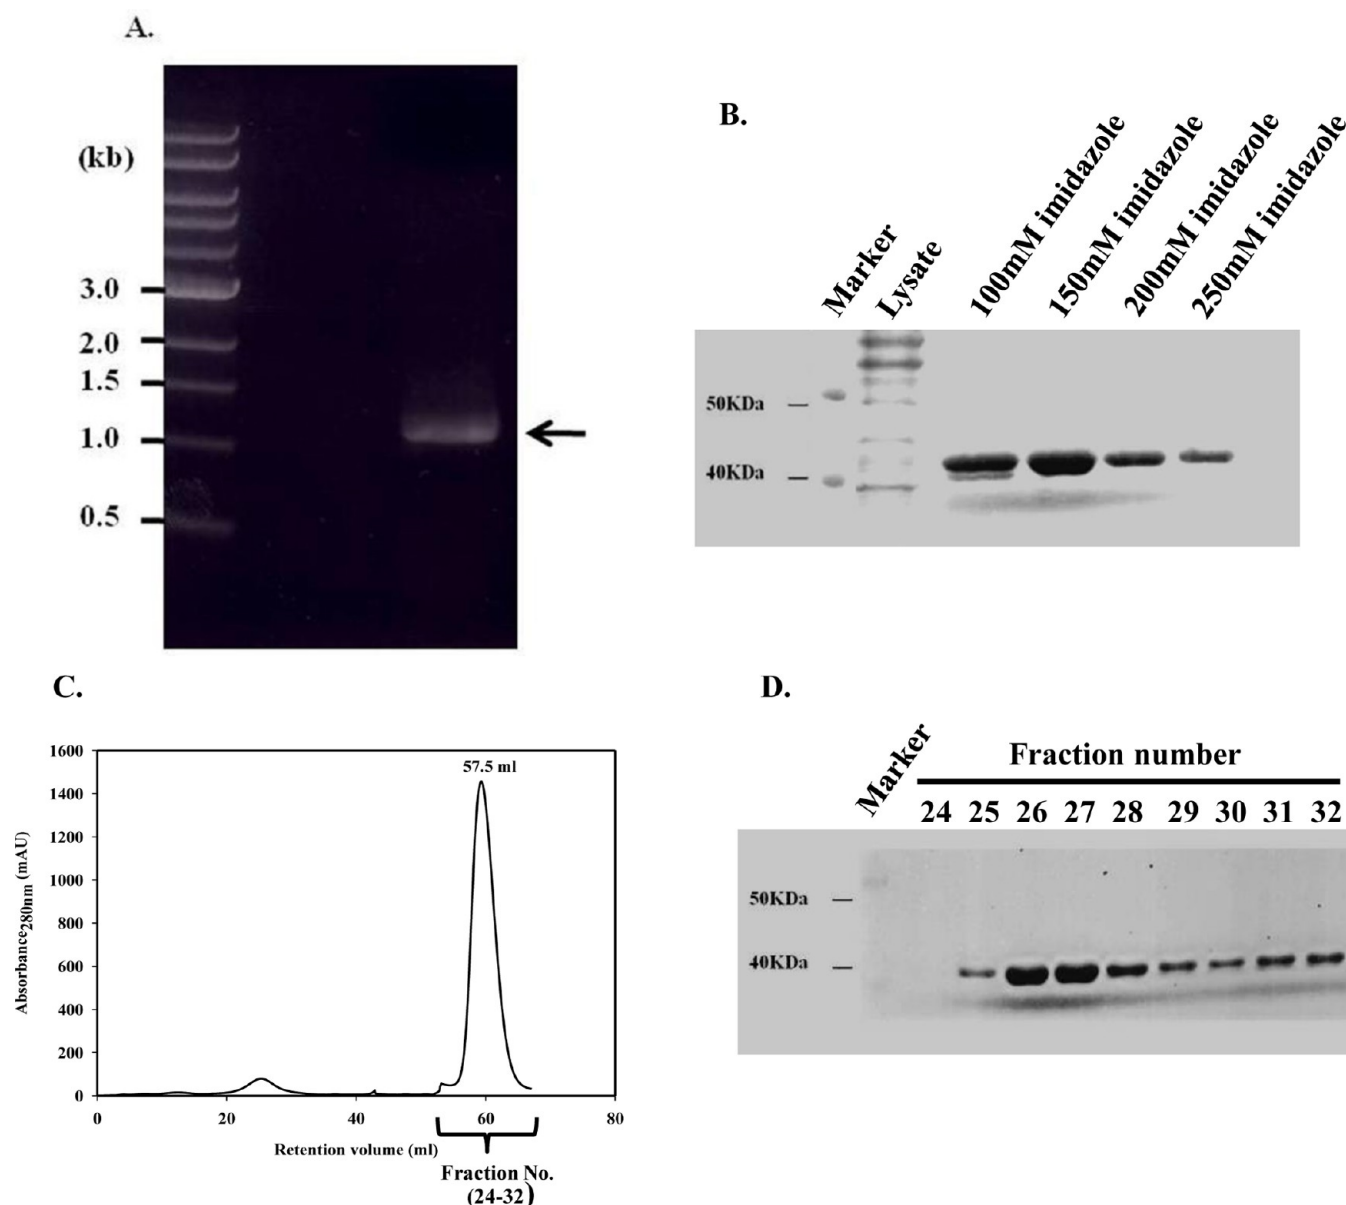 A.
(kb)
3.0
2.0
1.5
1.0
0.5
B.
Marker
Lysate
100mM imidazole
150mM imidazole
200mM imidazole
250mM imidazole
50KDa
40KDa
C.
1600
1400
1200
1000
800
600
400
200
0
Absorbance280nm (mAU)
57.5 ml
0 20 40 60 80
Retention volume (ml)
Fraction No.
(24-32)
D.
Marker
Fraction number
24 25 26 27 28 29 30 31 32
50KDa
40KDa